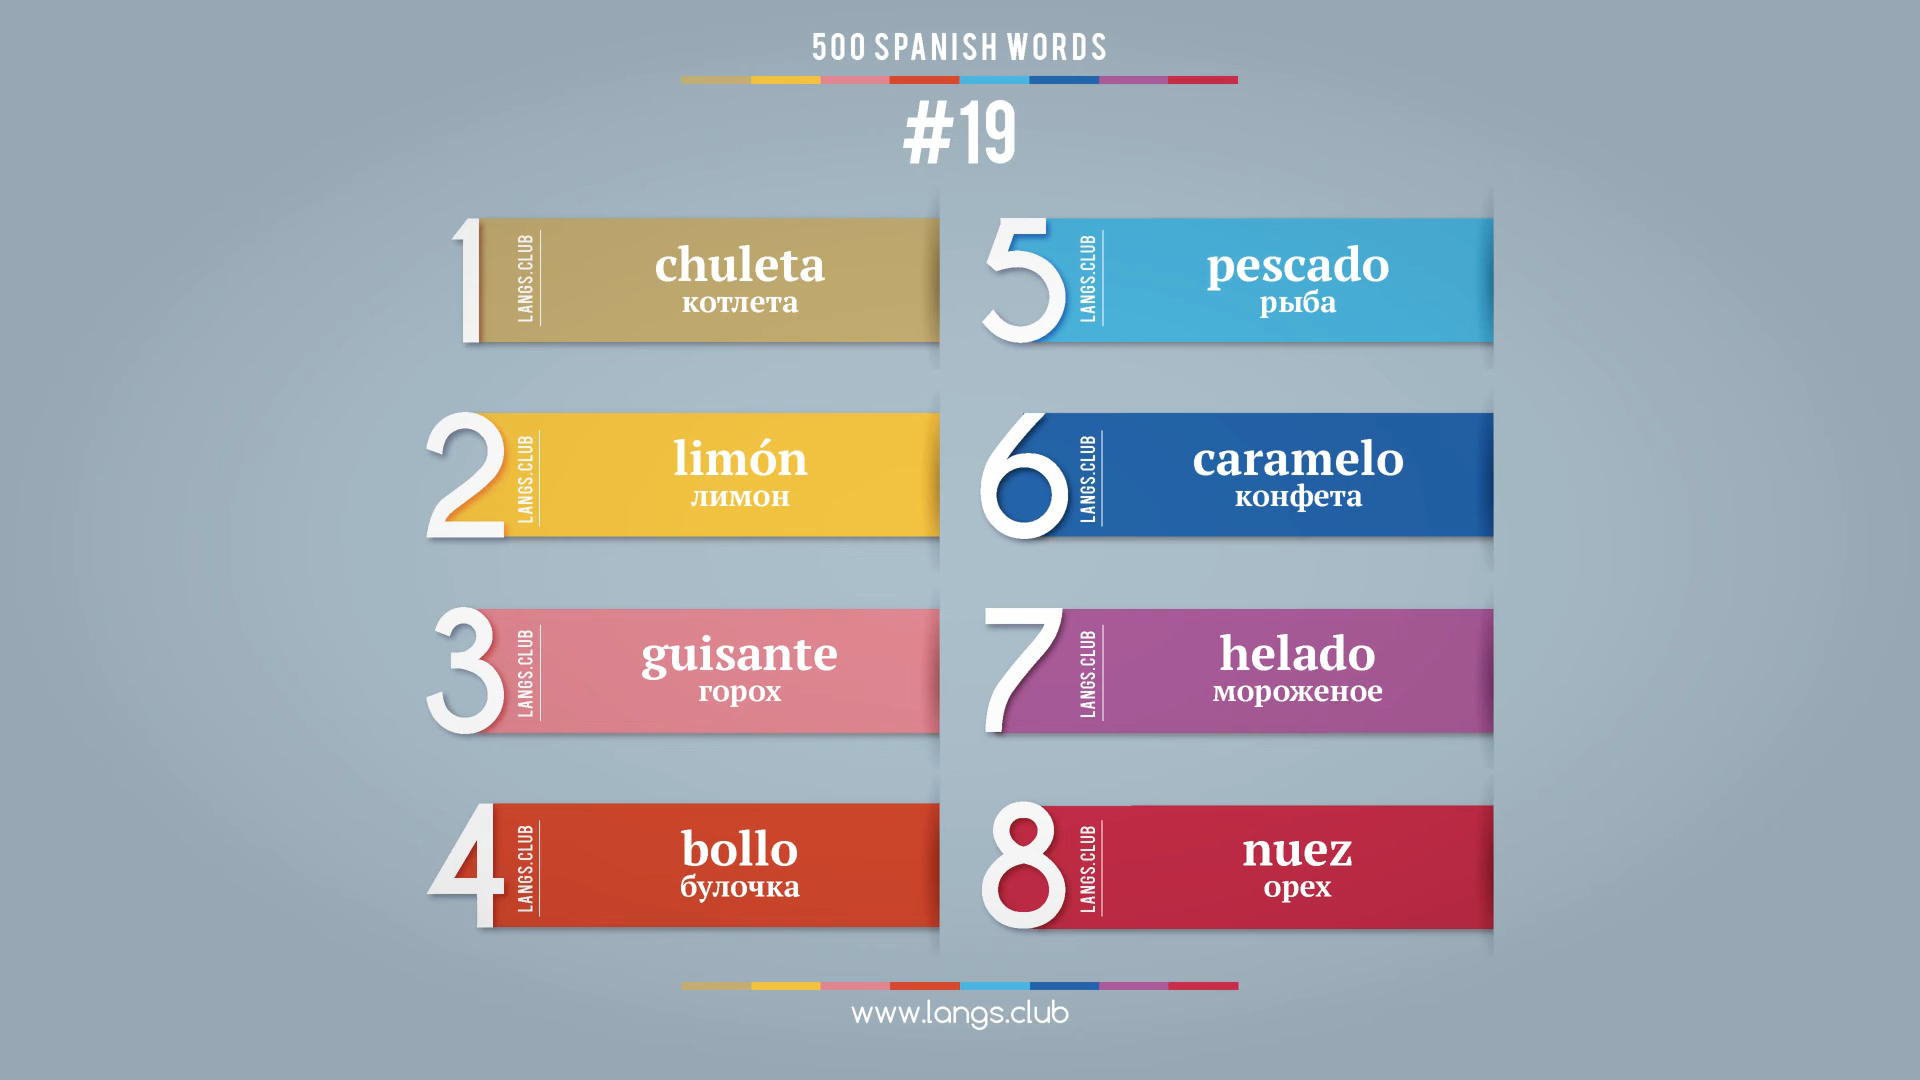 500 SPANISH WORDS
#19
1
LANGS.CLUB
chuleta
котлета
2
LANGS.CLUB
limón
лимон
3
LANGS.CLUB
guisante
горох
4
LANGS.CLUB
bollo
булочка
5
LANGS.CLUB
pescado
рыба
6
LANGS.CLUB
caramelo
конфета
7
LANGS.CLUB
helado
мороженое
8
LANGS.CLUB
nuez
орех
www.langs.club